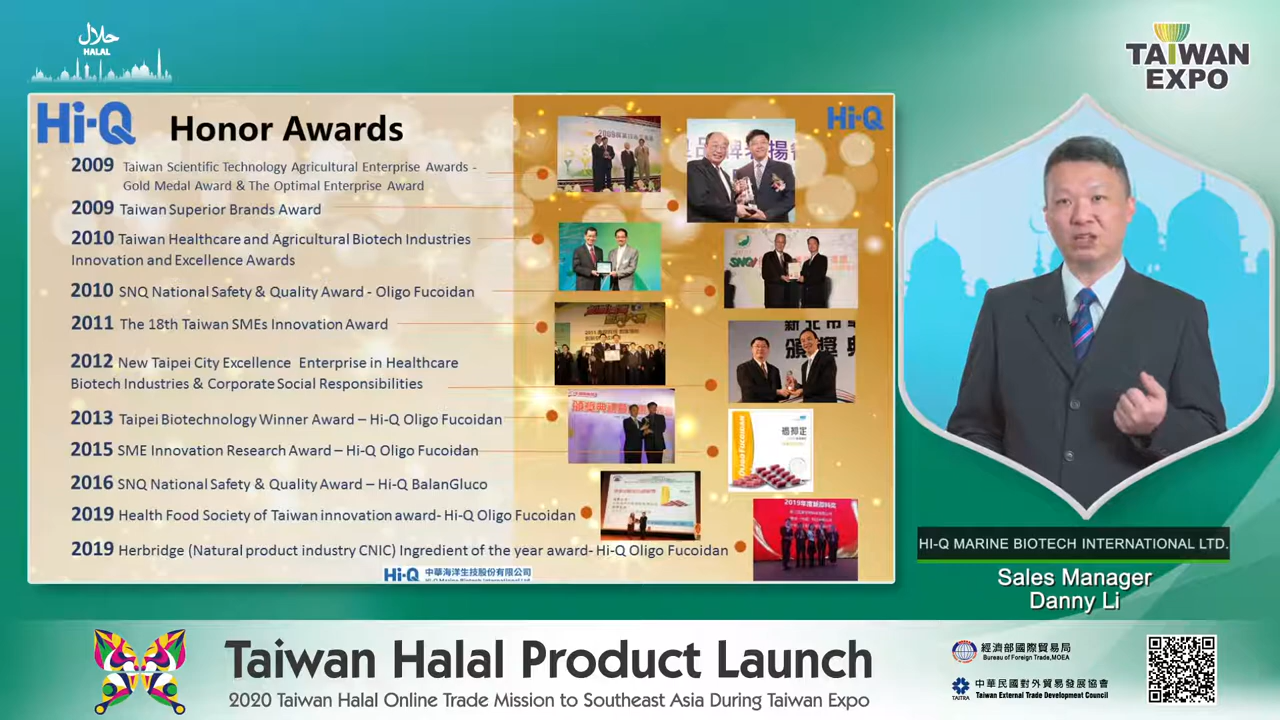 حلال
HALAL
TAIWAN
EXPO
Hi-Q
Honor Awards
Hi-Q
2009 Taiwan Scientific Technology Agricultural Enterprise Awards -
Gold Medal Award & The Optimal Enterprise Award
2009 Taiwan Superior Brands Award
2010 Taiwan Healthcare and Agricultural Biotech Industries
Innovation and Excellence Awards
2010 SNQ National Safety & Quality Award - Oligo Fucoidan
2011 The 18th Taiwan SMEs Innovation Award
2012 New Taipei City Excellence Enterprise in Healthcare
Biotech Industries & Corporate Social Responsibilities
2013 Taipei Biotechnology Winner Award – Hi-Q Oligo Fucoidan
2015 SME Innovation Research Award – Hi-Q Oligo Fucoidan
2016 SNQ National Safety & Quality Award – Hi-Q BalanGluco
Food Society of Taiwan innovation award- Hi-Q Oligo Fucoidan
2019 Herbridge (Natural product industry CNIC) Ingredient of the year award- Hi-Q Oligo Fucoidan
SNQ
OLIGO FUCOIDAN
Hi-Q 中華海洋生技股份有限公司
Hi-Q Marine Biotech International Ltd.
HI-Q MARINE BIOTECH INTERNATIONAL LTD.
Sales Manager
Danny Li
Taiwan Halal Product Launch
2020 Taiwan Halal Online Trade Mission to Southeast Asia During Taiwan Expo
經濟部國際貿易局
Bureau of Foreign Trade,MOEA
TAITRA
中華民國對外貿易發展協會
Taiwan External Trade Development Council